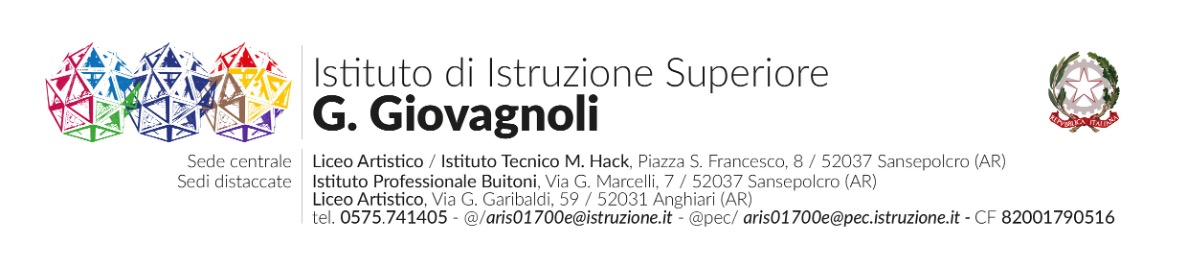 Istituto di Istruzione Superiore
G. Giovagnoli
REPVBBLICA ITALIANA
Sede centrale Liceo Artistico / Istituto Tecnico M. Hack, Piazza S. Francesco, 8 / 52037 Sansepolcro (AR)
Sedi distaccate Istituto Professionale Buitoni, Via G. Marcelli, 7 / 52037 Sansepolcro (AR)
Liceo Artistico, Via G. Garibaldi, 59 / 52031 Anghiari (AR)
tel. 0575.741405 - @/aris01700e@istruzione.it - @pec/ aris01700e@pec.istruzione.it - CF 82001790516